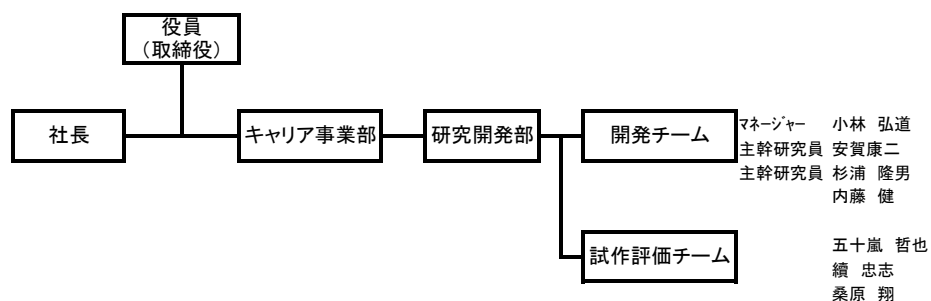 役員
（取締役）
社長
キャリア事業部
研究開発部
開発チーム
ﾏﾈｰｼﾞｬｰ 小林 弘道
主幹研究員 安賀康二
主幹研究員 杉浦 隆男
内藤 健
試作評価チーム
五十嵐 哲也
續 忠志
桑原 翔